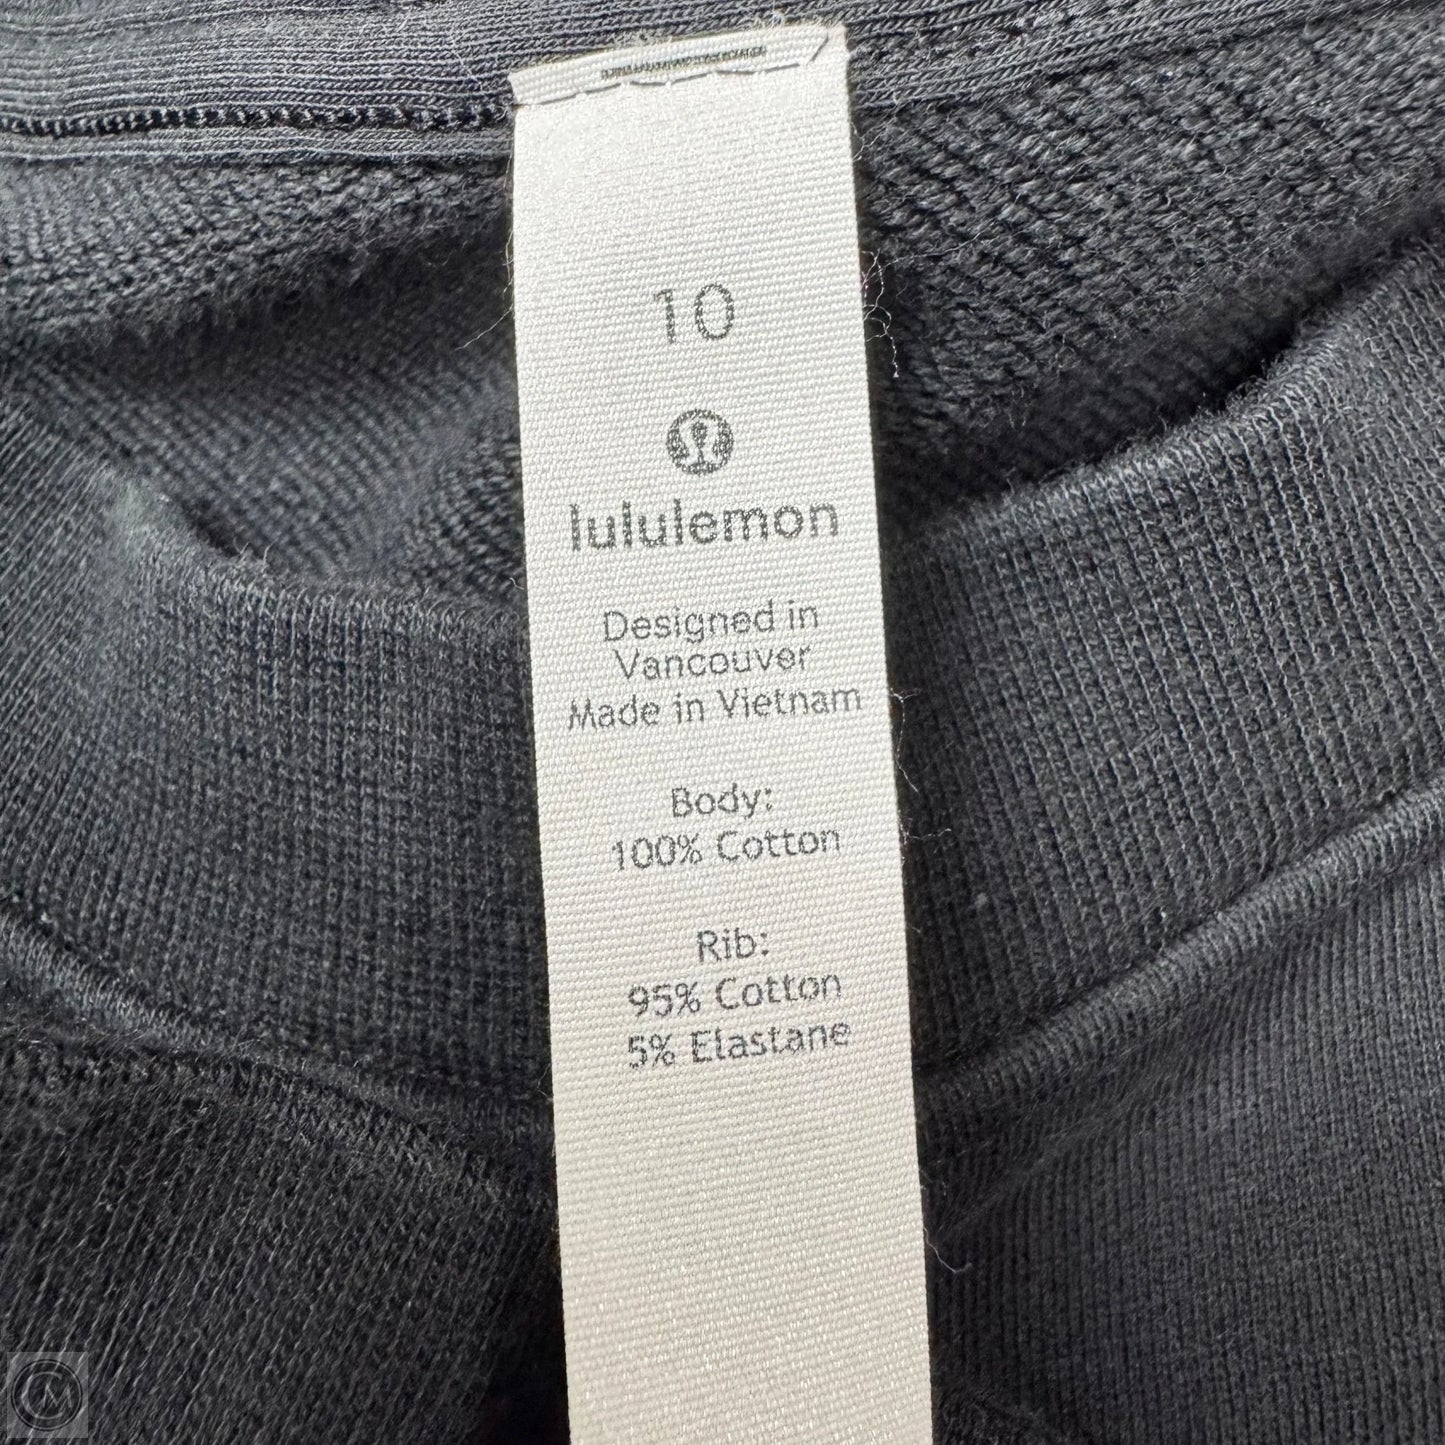 10
lululemon
Designed in
Vancouver
Made in Vietnam
Body:
100% Cotton
Rib:
95% Cotton
5% Elastane